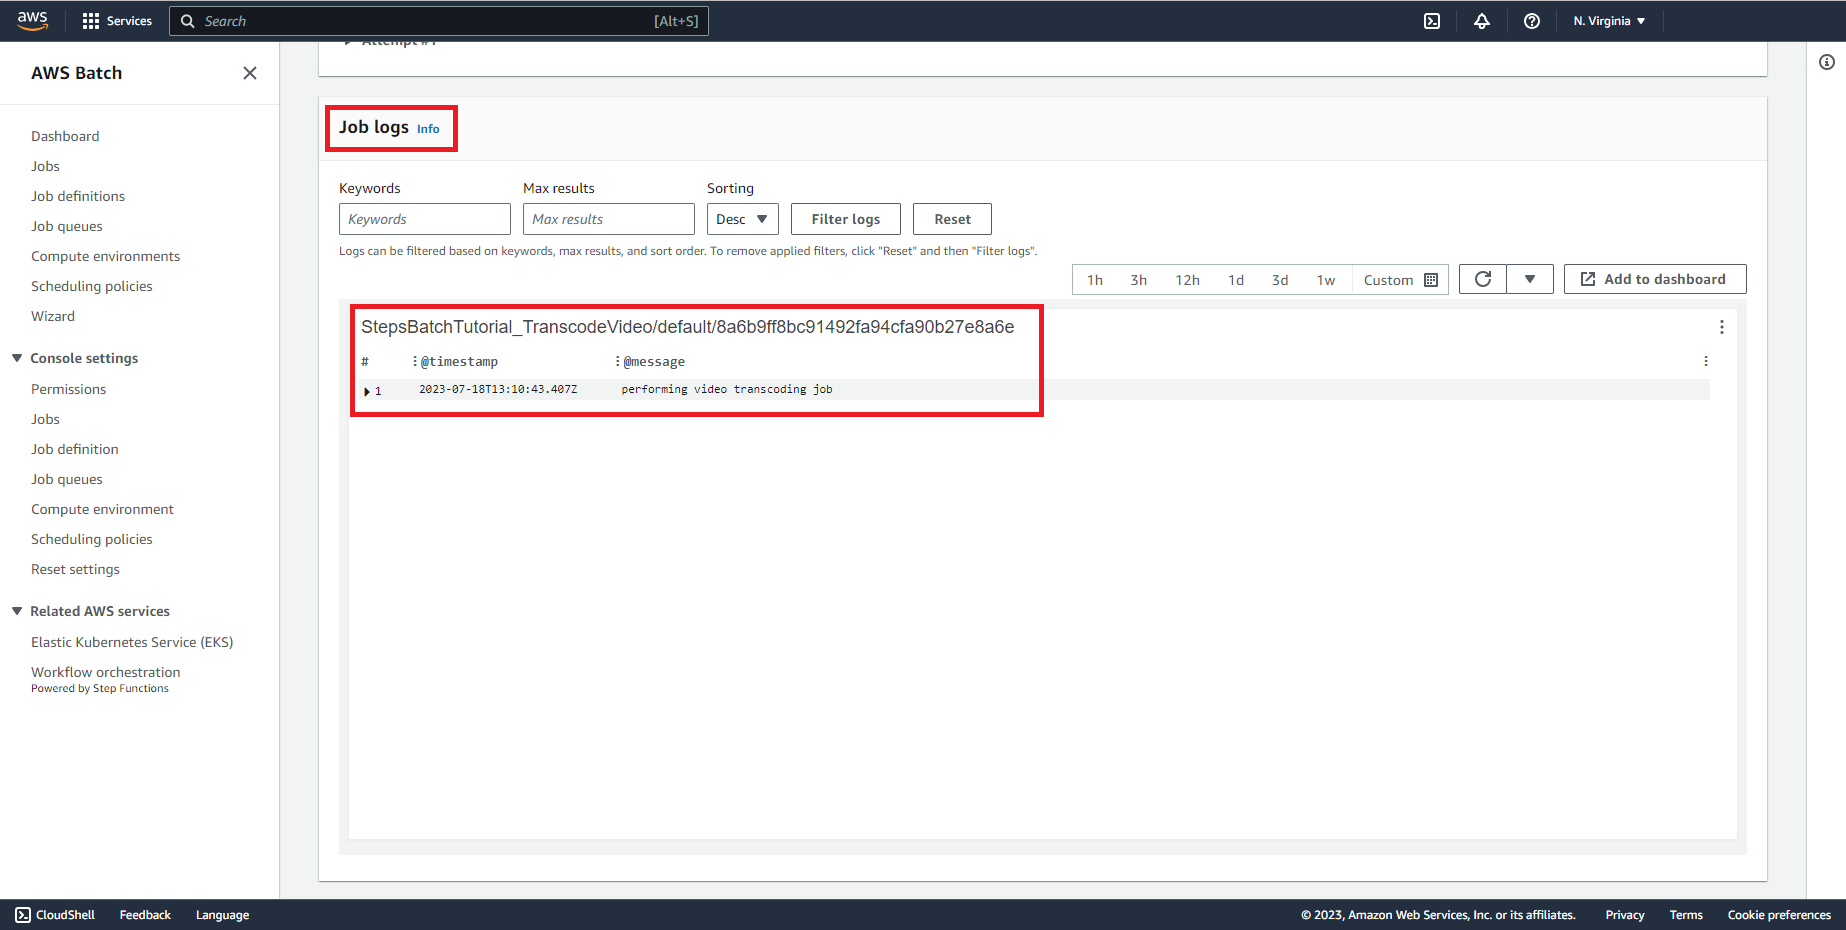 aws
Services
Search
[Alt+S]
N. Virginia
AWS Batch
Dashboard
Jobs
Job definitions
Job queues
Compute environments
Scheduling policies
Wizard
Console settings
Permissions
Jobs
Job definition
Job queues
Compute environment
Scheduling policies
Reset settings
Related AWS services
Elastic Kubernetes Service (EKS)
Workflow orchestration
Powered by Step Functions
Attempt #1
Job logs Info
Keywords Max results Sorting
Keywords Max results Desc Filter logs Reset
Logs can be filtered based on keywords, max results, and sort order. To remove applied filters, click "Reset" and then "Filter logs".
1h 3h 12h 1d 3d 1w Custom Add to dashboard
StepsBatchTutorial_TranscodeVideo/default/8a6b9ff8bc91492fa94cfa90b27e8a6e
# @timestamp @message
1 2023-07-18T13:10:43.407Z performing video transcoding job
CloudShell Feedback Language © 2023, Amazon Web Services, Inc. or its affiliates. Privacy Terms Cookie preferences